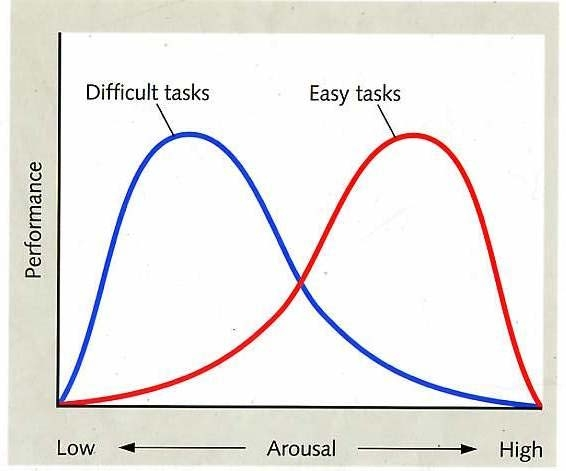 Difficult tasks
Easy tasks
Performance
Low
Arousal
High